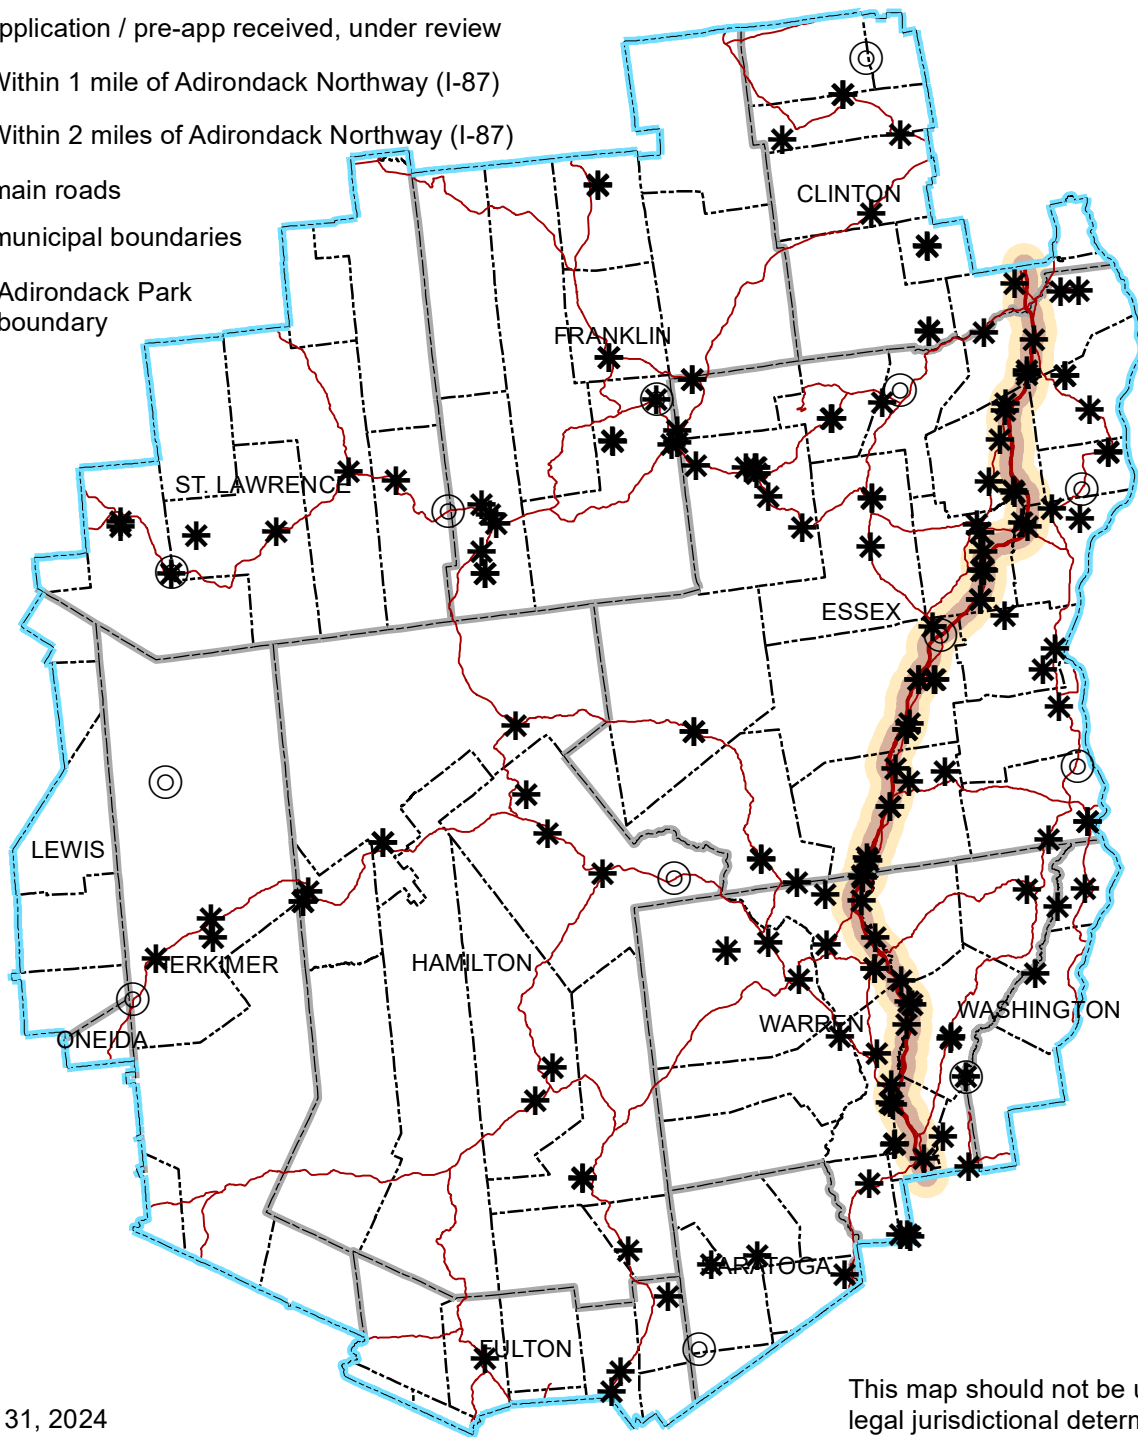 pplication / pre-app received, under review
Within 1 mile of Adirondack Northway (I-87)
Within 2 miles of Adirondack Northway (I-87)
main roads
municipal boundaries
Adirondack Park
boundary
CLINTON
FRANKLIN
ST. LAWRENCE
ESSEX
LEWIS
HERKIMER
HAMILTON
ONEIDA
WARREN
WASHINGTON
SARATOGA
FULTON
31, 2024
This map should not be u
legal jurisdictional determ